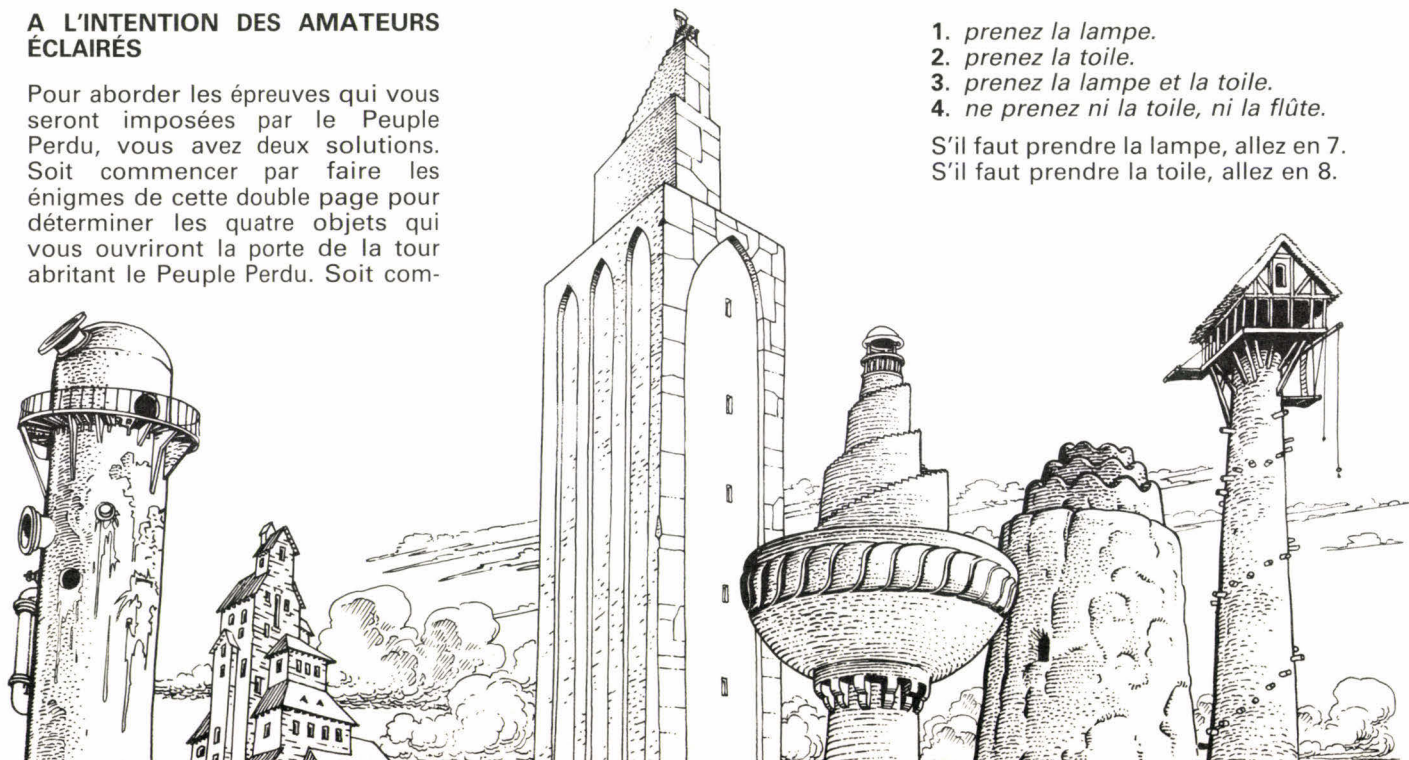 A L'INTENTION DES AMATEURS
ÉCLAIRÉS
Pour aborder les épreuves qui vous
seront imposées par le Peuple
Perdu, vous avez deux solutions.
Soit commencer par faire les
énigmes de cette double page pour
déterminer les quatre objets qui
vous ouvriront la porte de la tour
abritant le Peuple Perdu. Soit com-
1. prenez la lampe.
2. prenez la toile.
3. prenez la lampe et la toile.
4. ne prenez ni la toile, ni la flûte.
S'il faut prendre la lampe, allez en 7.
S'il faut prendre la toile, allez en 8.